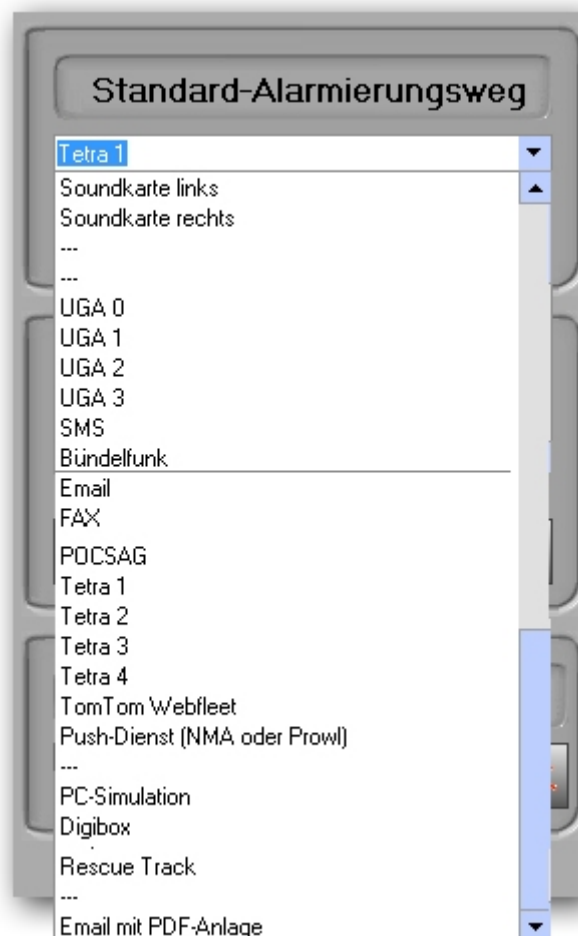 Standard-Alarmierungsweg
Tetra 1
Soundkarte links
Soundkarte rechts
---
---
UGA 0
UGA 1
UGA 2
UGA 3
SMS
Bündelfunk
Email
FAX
POCSAG
Tetra 1
Tetra 2
Tetra 3
Tetra 4
TomTom Webfleet
Push-Dienst (NMA oder Prowl)
---
PC-Simulation
Digibox
Rescue Track
---
Email mit PDF-Anlage